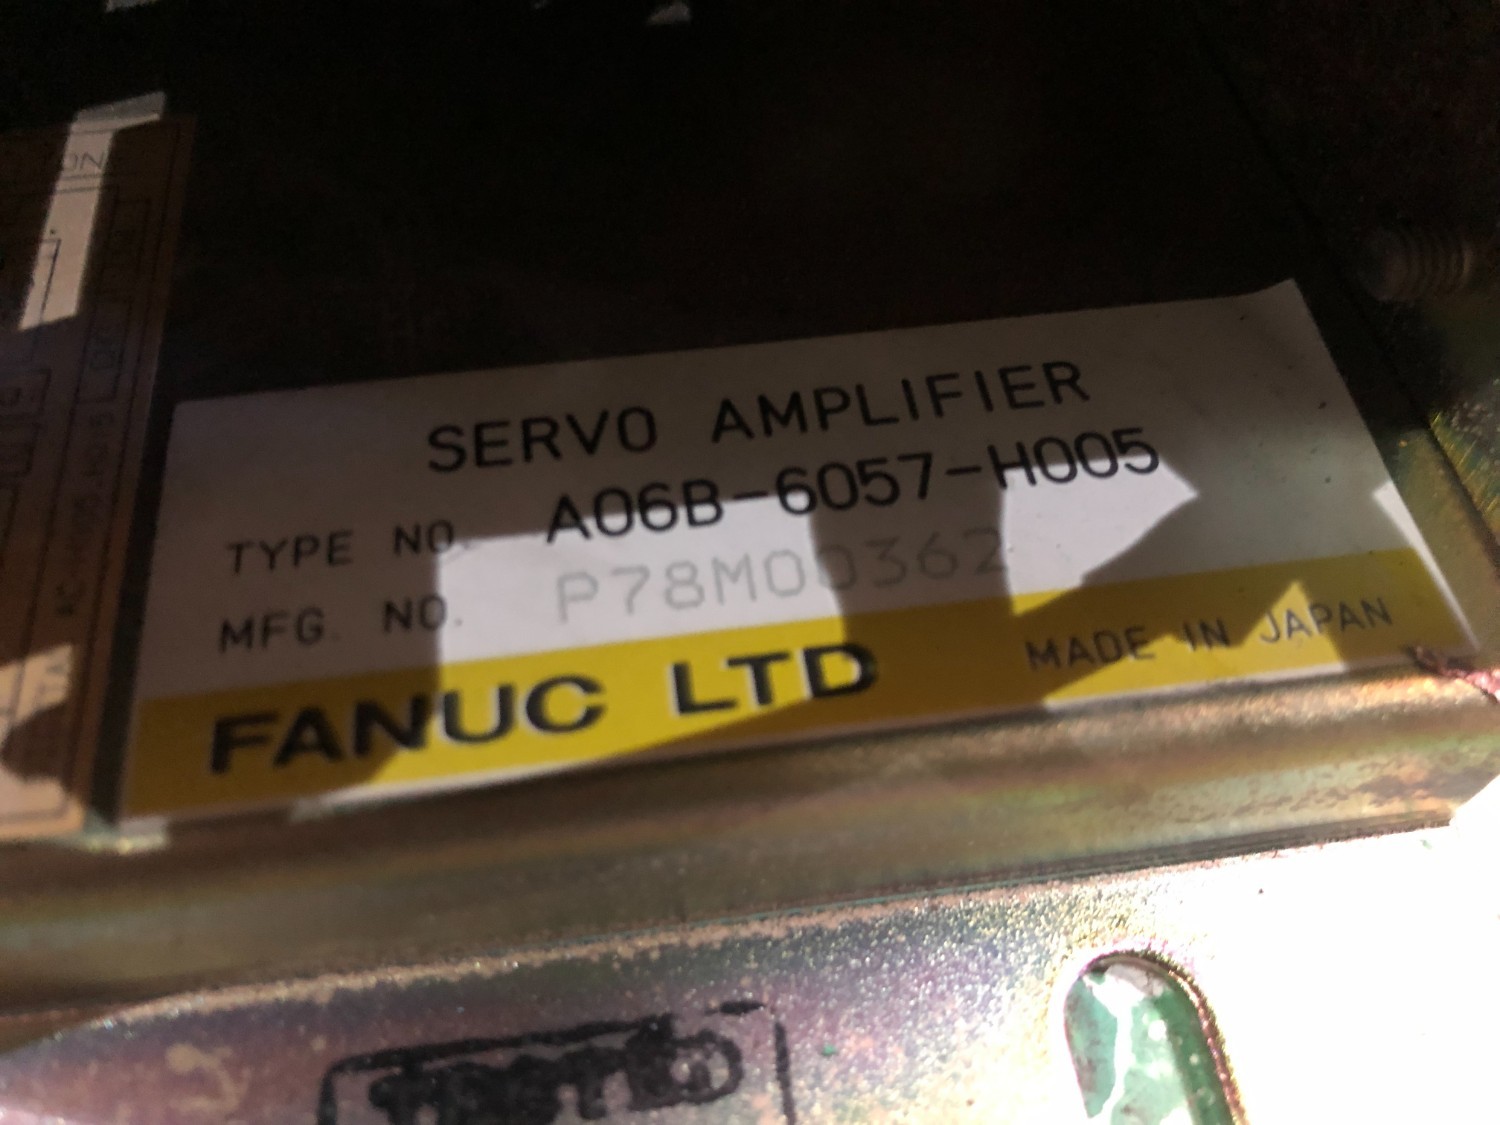 SERVO AMPLIFIER
TYPE NO. A06B-6057-H005
MFG. NO. P78M00362
FANUC LTD MADE IN JAPAN